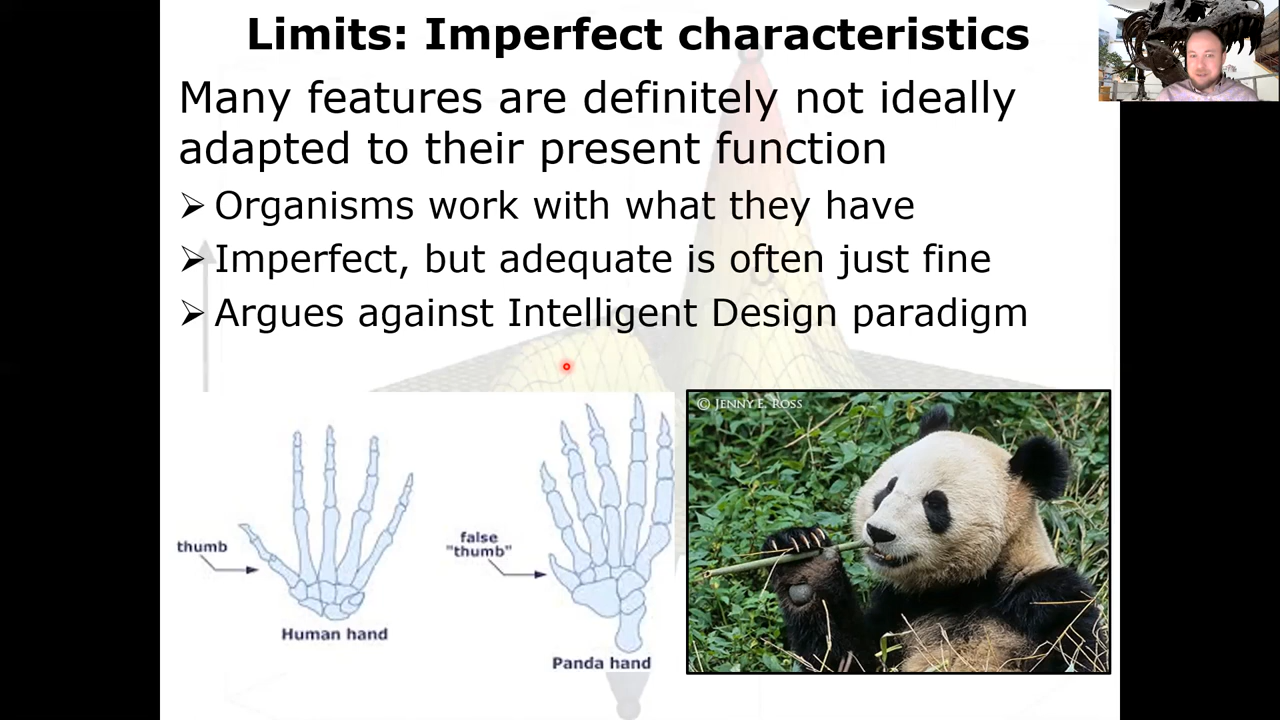 Limits: Imperfect characteristics
Many features are definitely not ideally
adapted to their present function
➢ Organisms work with what they have
➢ Imperfect, but adequate is often just fine
➢ Argues against Intelligent Design paradigm
© JENNY E. ROSS
thumb
false
"thumb"
Human hand
Panda hand